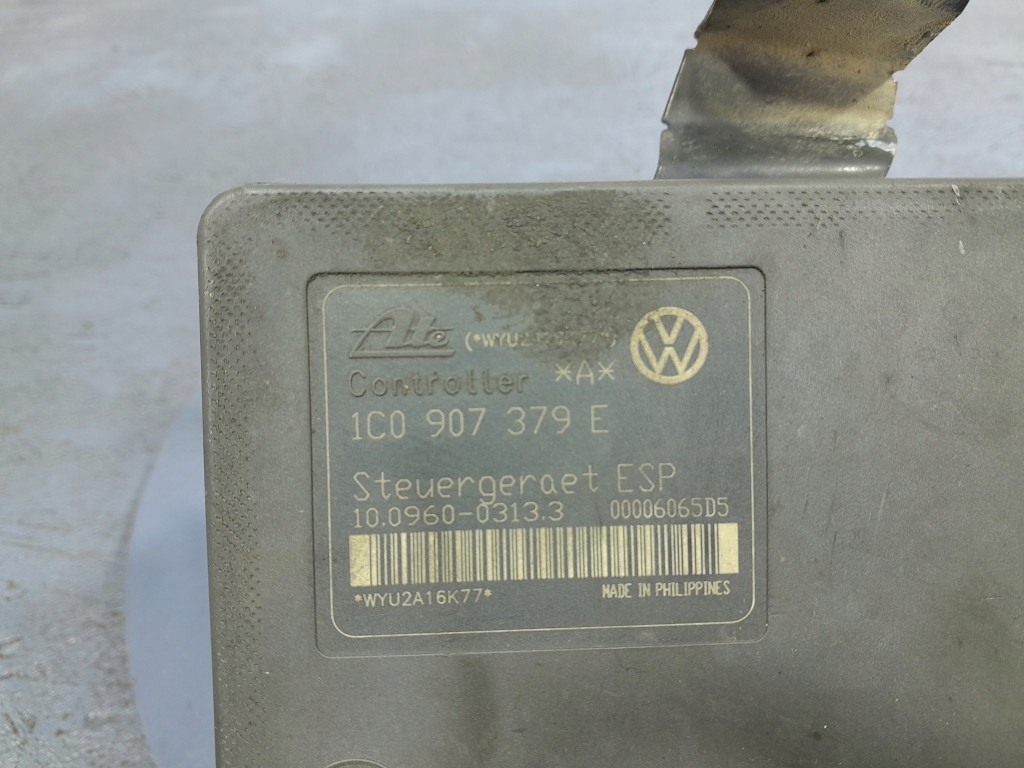 Ate
*A*
Controller
1C0 907 379 E
Steuergeraet ESP
10.0960-0313.3 00006065D5
*WYU2A16K77* MADE IN PHILIPPINES